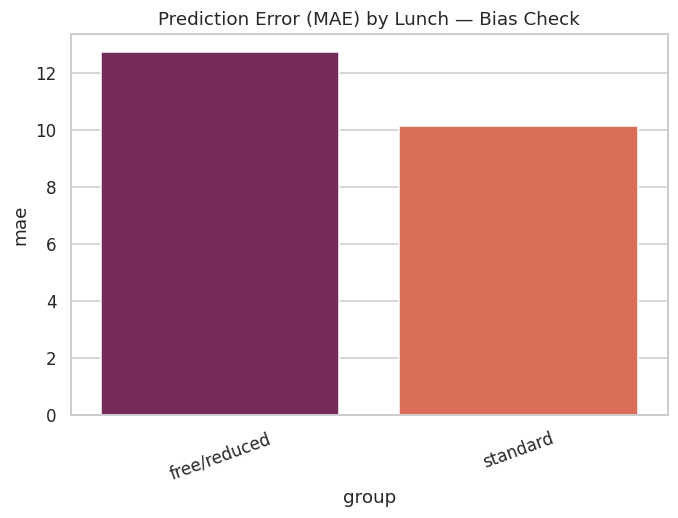 Prediction Error (MAE) by Lunch — Bias Check
12
10
8
6
4
2
0
mae
free/reduced
standard
group